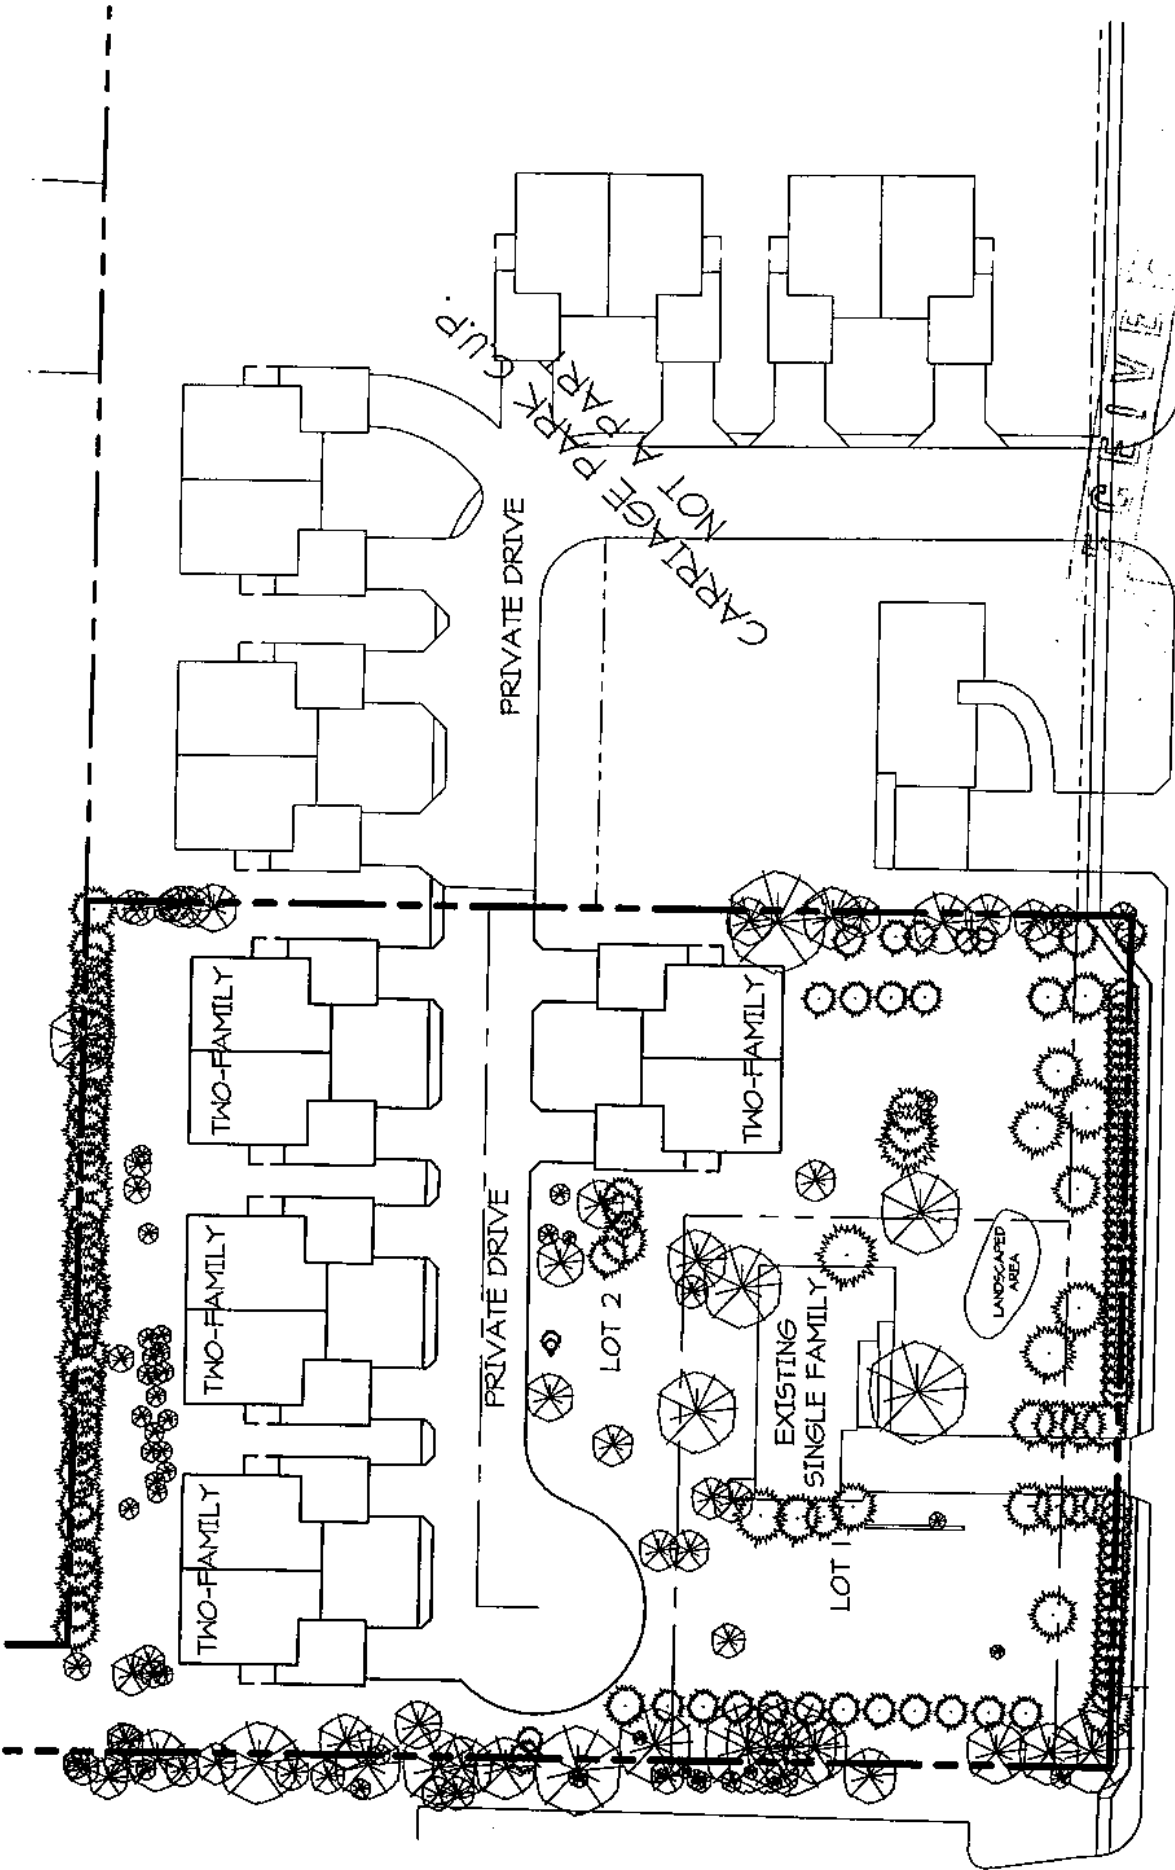 CARRIAGE PARK C.U.P.
NOT A PART
PRIVATE DRIVE
TWO-FAMILY
TWO-FAMILY
TWO-FAMILY
TWO-FAMILY
PRIVATE DRIVE
LOT 2
EXISTING
SINGLE FAMILY
LOT 1
LANDSCAPED
AREA